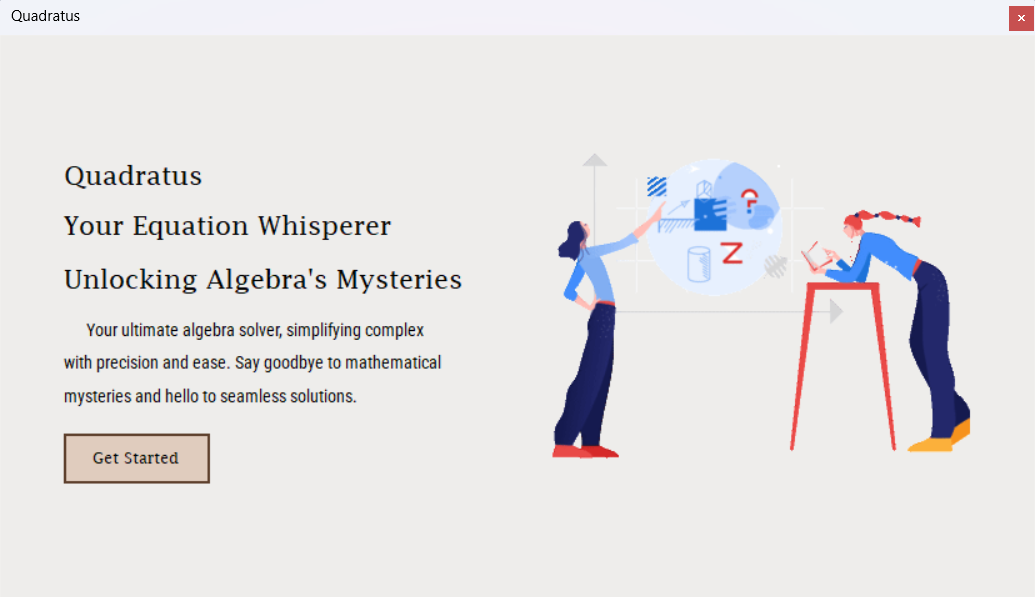 Quadratus
Quadratus
Your Equation Whisperer
Unlocking Algebra's Mysteries
Your ultimate algebra solver, simplifying complex
with precision and ease. Say goodbye to mathematical
mysteries and hello to seamless solutions.
Get Started
?
Z